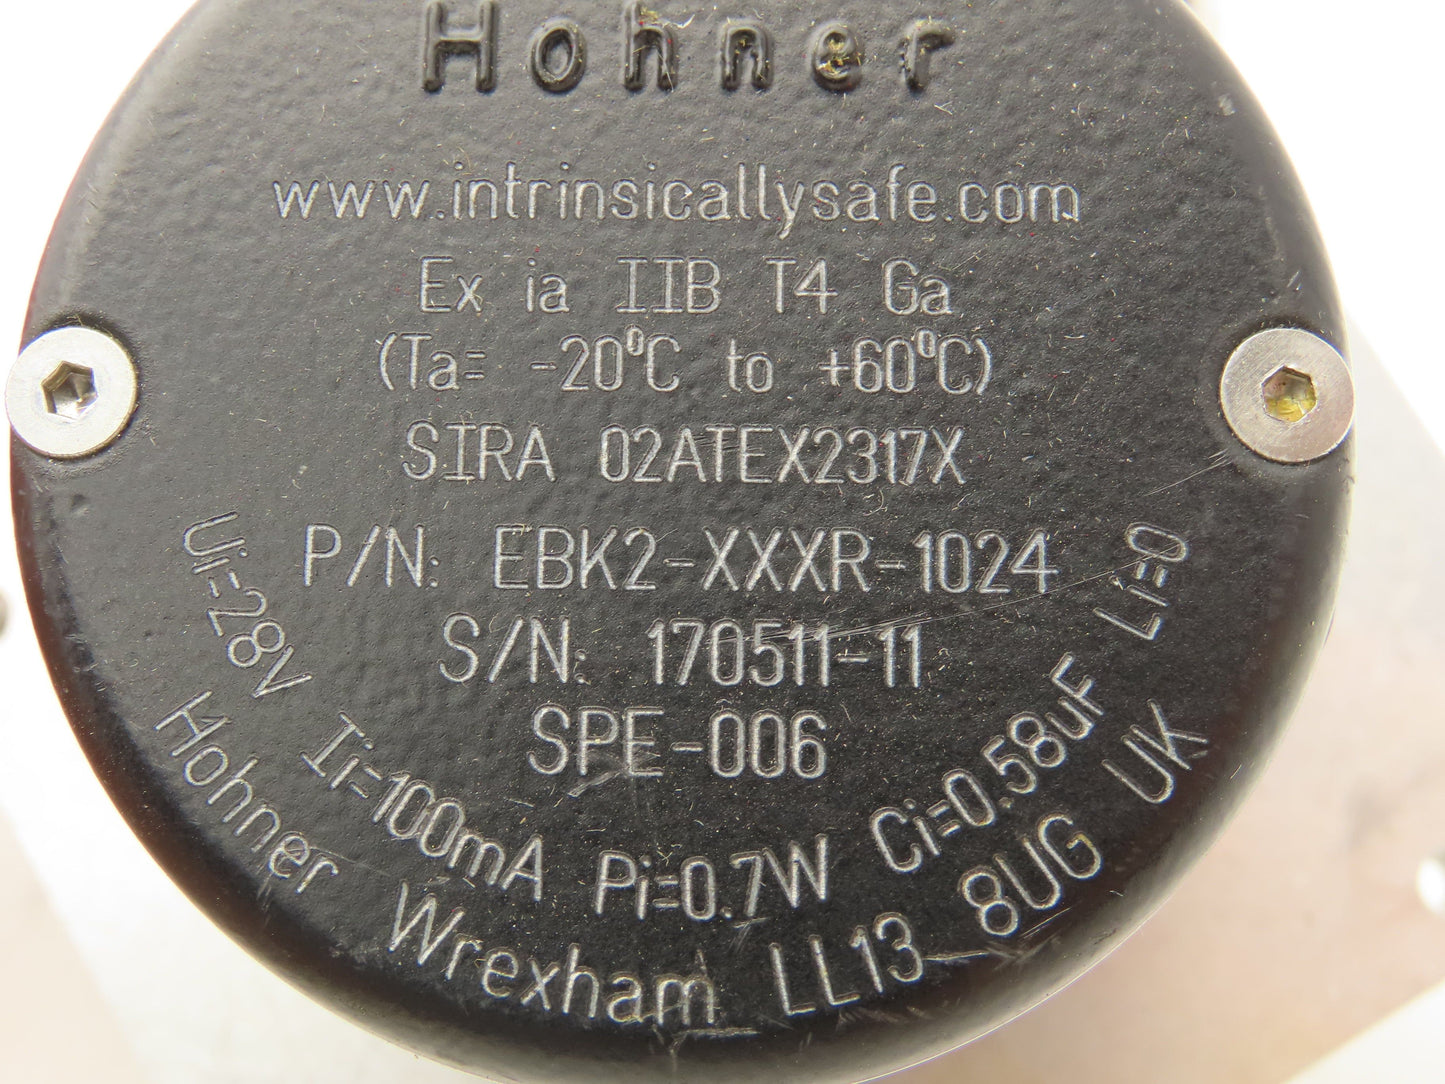 Hohner
www.intrinsicallysafe.com
Ex ia IIB T4 Ga
(Ta= -20°C to +60°C)
SIRA 02ATEX2317X
P/N: EBK2-XXXR-1024
S/N: 170511-11
SPE-006
Ui=28V Ii=100mA Pi=0.7W Ci=0.58uF Li=0
Hohner Wrexham LL13 8UG UK